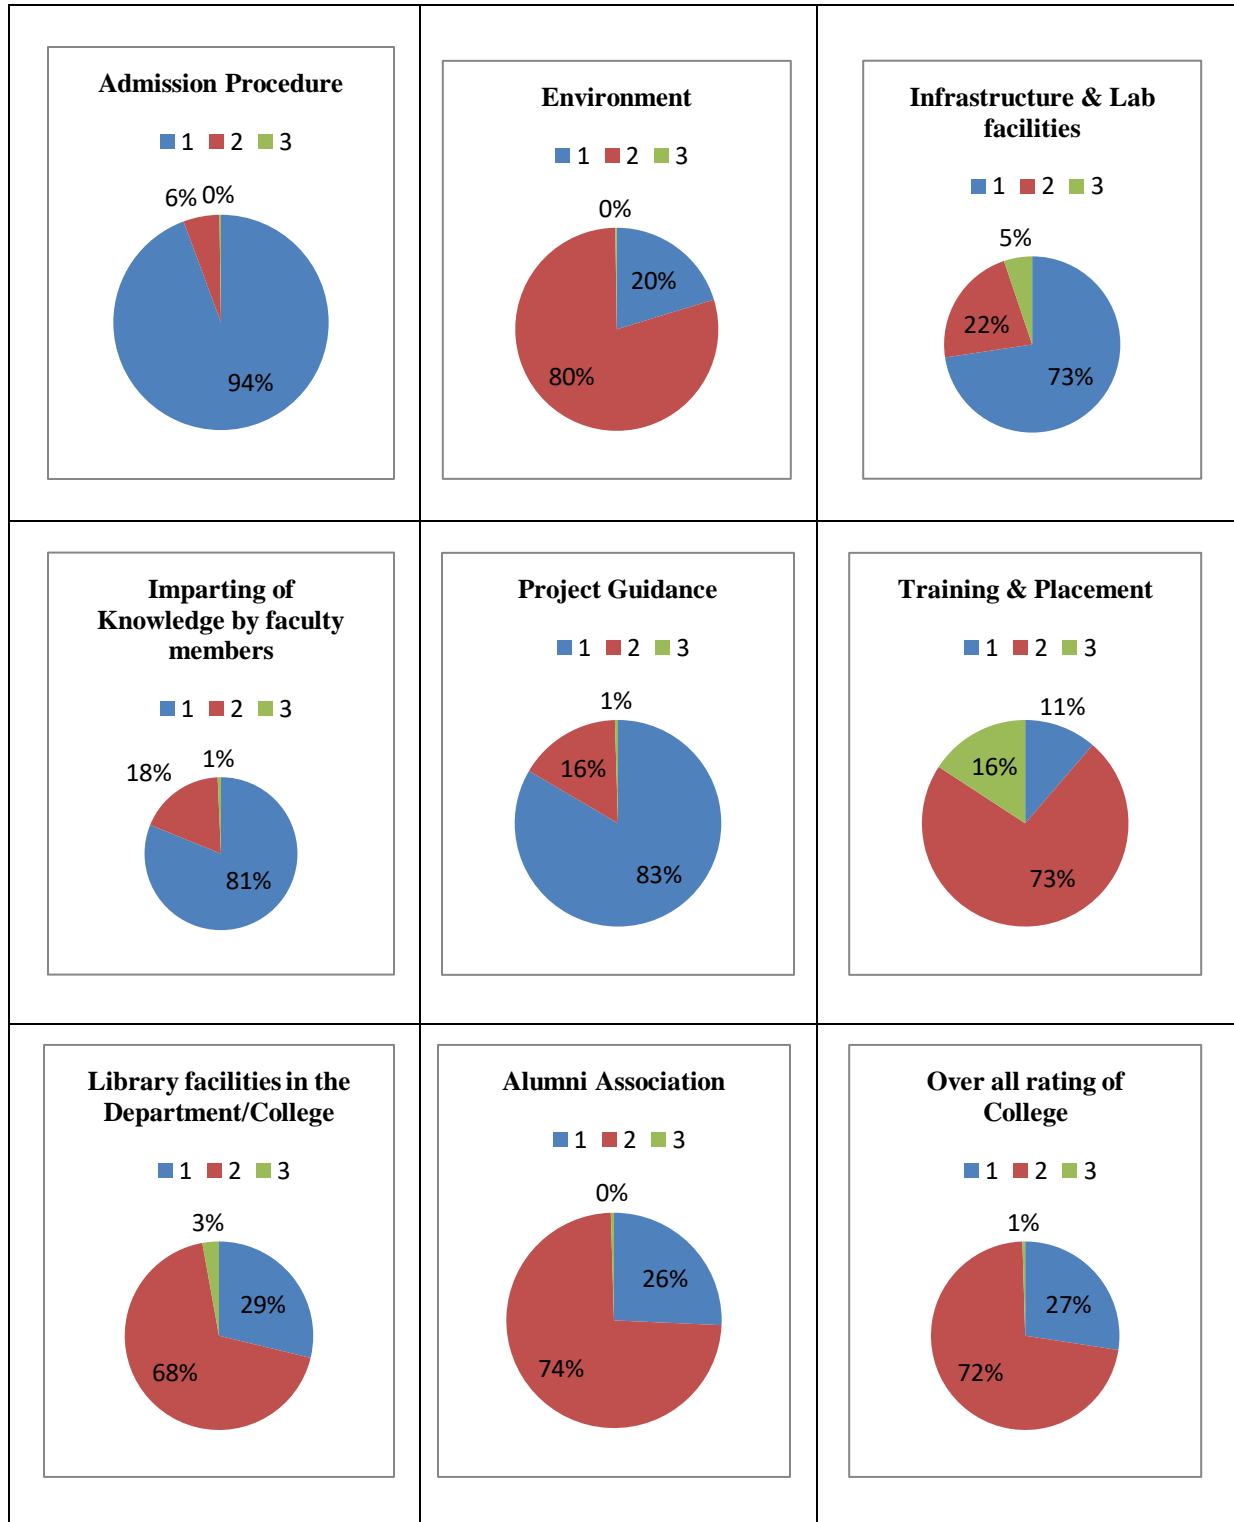 Admission Procedure
1 2 3
6% 0%
94%
Environment
1 2 3
0%
20%
80%
Infrastructure & Lab
facilities
1 2 3
5%
22%
73%
Imparting of
Knowledge by faculty
members
1 2 3
18% 1%
81%
Project Guidance
1 2 3
1%
16%
83%
Training & Placement
1 2 3
11%
16%
73%
Library facilities in the
Department/College
1 2 3
3%
29%
68%
Alumni Association
1 2 3
0%
26%
74%
Over all rating of
College
1 2 3
1%
27%
72%